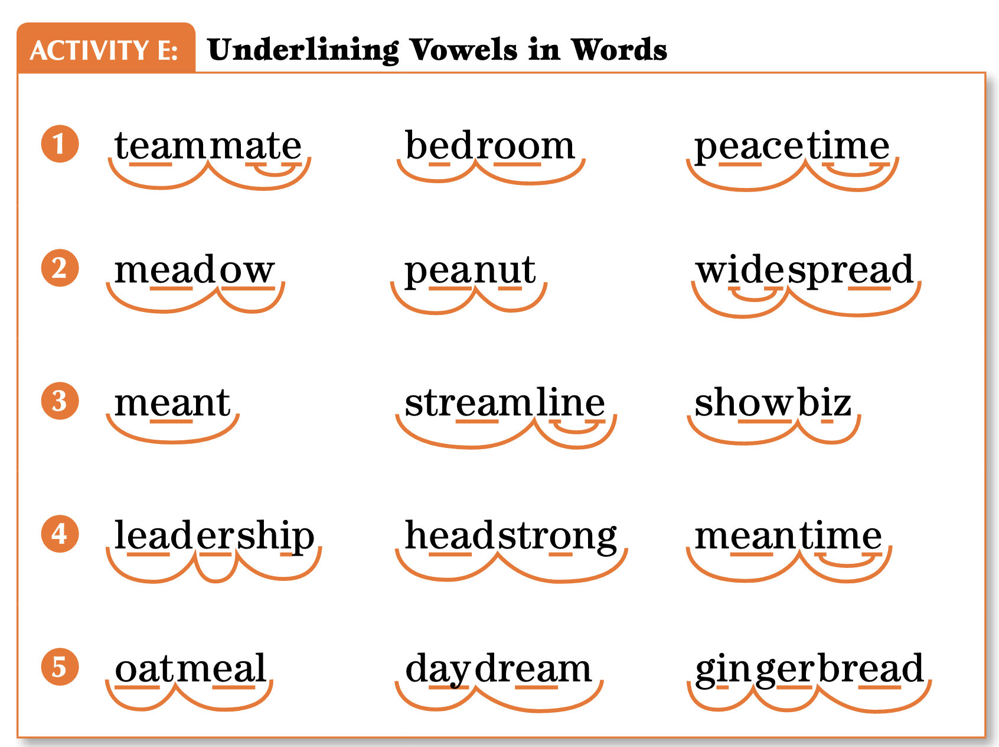 ACTIVITY E: Underlining Vowels in Words
1 teammate bedroom peacetime
2 meadow peanut widespread
3 meant streamline showbiz
4 leadership headstrong meantime
5 oatmeal daydream gingerbread